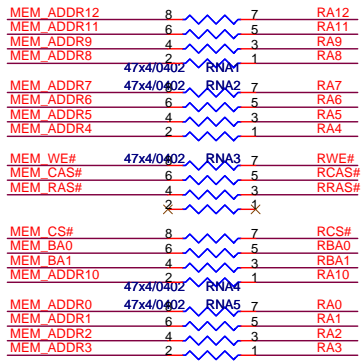 MEM_ADDR12 8 7 RA12
MEM_ADDR11 6 5 RA11
MEM_ADDR9 4 3 RA9
MEM_ADDR8 2 1 RA8
47x4/0402 RNA1
MEM_ADDR7 47x4/0402 8 RNA2 7 RA7
MEM_ADDR6 6 5 RA6
MEM_ADDR5 4 3 RA5
MEM_ADDR4 2 1 RA4
MEM_WE# 47x4/0402 8 RNA3 7 RWE#
MEM_CAS# 6 5 RCAS#
MEM_RAS# 4 3 RRAS#
2 1
MEM_CS# 8 7 RCS#
MEM_BA0 6 5 RBA0
MEM_BA1 4 3 RBA1
MEM_ADDR10 2 1 RA10
47x4/0402 RNA4
MEM_ADDR0 47x4/0402 8 RNA5 7 RA0
MEM_ADDR1 6 5 RA1
MEM_ADDR2 4 3 RA2
MEM_ADDR3 2 1 RA3